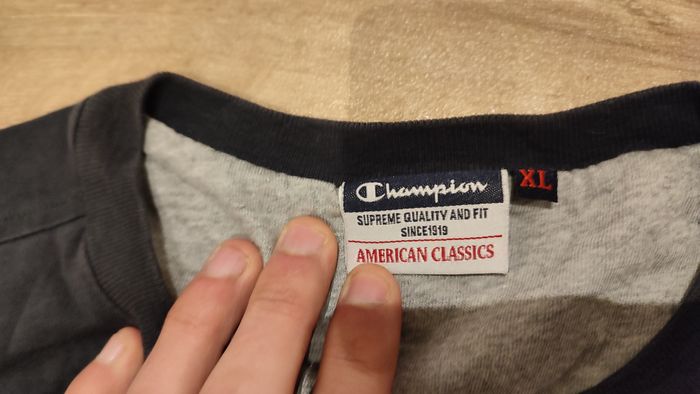 Champion
XL
SUPREME QUALITY AND FIT
SINCE1919
AMERICAN CLASSICS